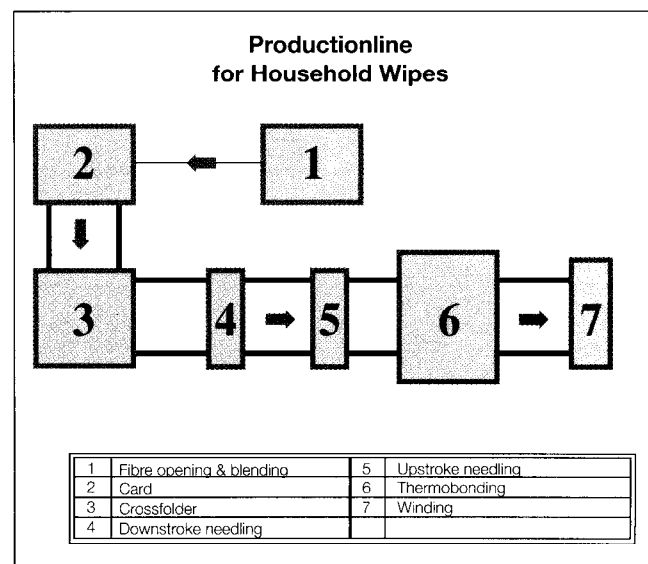 Productionline
for Household Wipes
2
1
3
4
5
6
7
1 Fibre opening & blending 5 Upstroke needling
2 Card 6 Thermobonding
3 Crossfolder 7 Winding
4 Downstroke needling